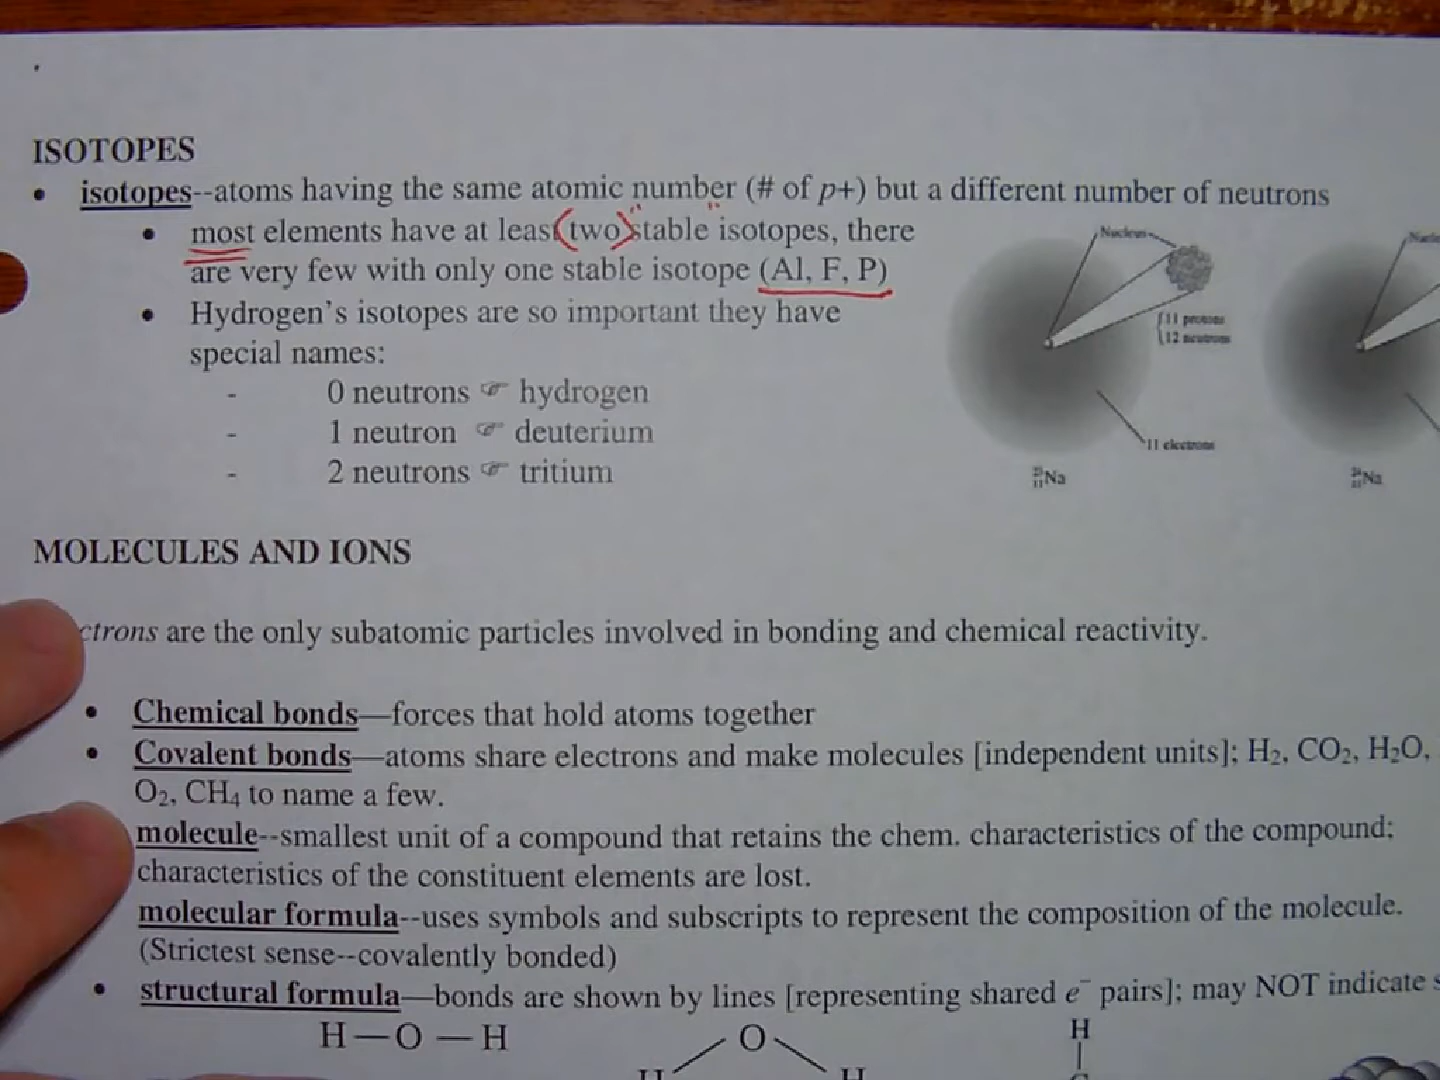 ISOTOPES
• isotopes--atoms having the same atomic number (# of p+) but a different number of neutrons
• most elements have at least two stable isotopes, there
are very few with only one stable isotope (Al, F, P)
• Hydrogen's isotopes are so important they have
special names:
- 0 neutrons ☞ hydrogen
- 1 neutron ☞ deuterium
- 2 neutrons ☞ tritium
Nucleus
11 protons
12 neutrons
11 electrons
²³₁₁Na
Na
MOLECULES AND IONS
ctrons are the only subatomic particles involved in bonding and chemical reactivity.
• Chemical bonds—forces that hold atoms together
• Covalent bonds—atoms share electrons and make molecules [independent units]; H₂, CO₂, H₂O,
O₂, CH₄ to name a few.
molecule--smallest unit of a compound that retains the chem. characteristics of the compound;
characteristics of the constituent elements are lost.
molecular formula--uses symbols and subscripts to represent the composition of the molecule.
(Strictest sense--covalently bonded)
• structural formula—bonds are shown by lines [representing shared e⁻ pairs]; may NOT indicate s
H—O—H
O
H H
H